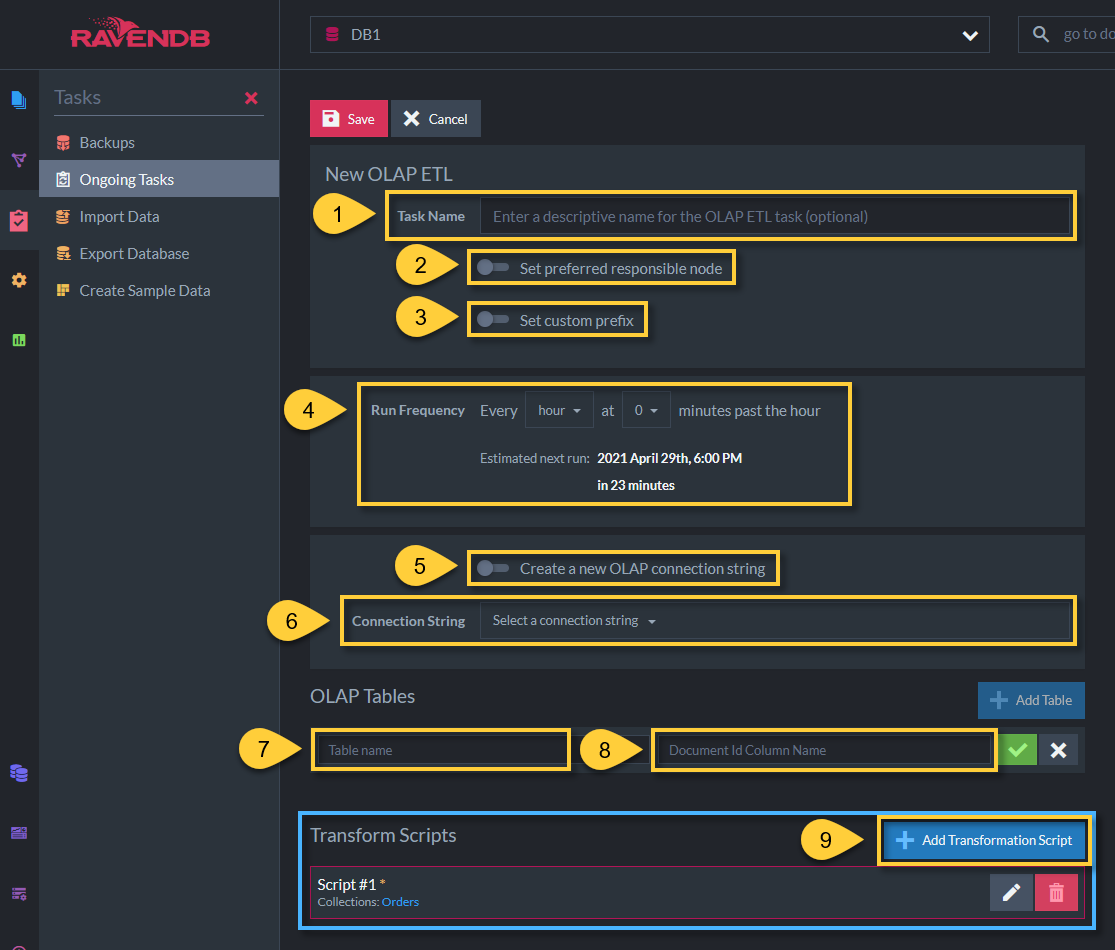 RAVENDB
DB1
go to do
Tasks
Backups
Ongoing Tasks
Import Data
Export Database
Create Sample Data
Save
Cancel
New OLAP ETL
1
Task Name
Enter a descriptive name for the OLAP ETL task (optional)
2
Set preferred responsible node
3
Set custom prefix
4
Run Frequency Every hour at 0 minutes past the hour
Estimated next run: 2021 April 29th, 6:00 PM
in 23 minutes
5
Create a new OLAP connection string
6
Connection String
Select a connection string
OLAP Tables
Add Table
7
Table name
8
Document Id Column Name
Transform Scripts
9
Add Transformation Script
Script #1 *
Collections: Orders